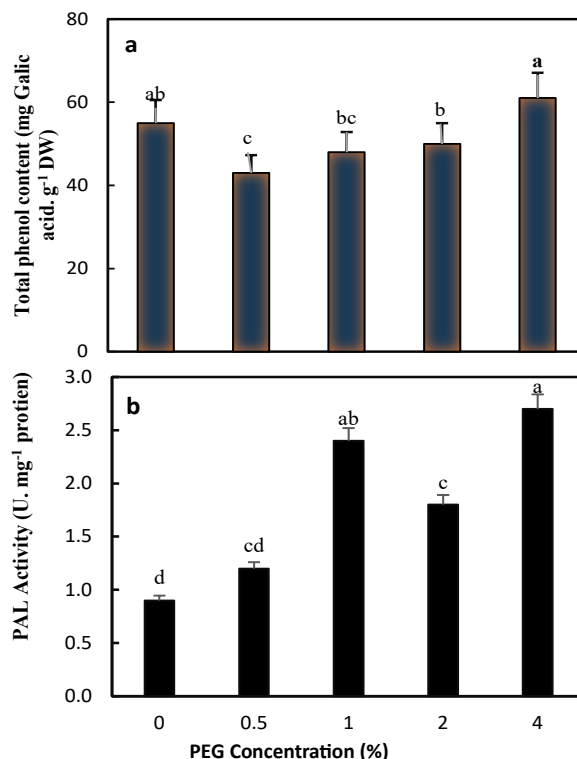 a
Total phenol content (mg Galic
acid. g-1 DW)
80
60
40
20
0
ab
c
bc
b
a
b
PAL Activity (U. mg-1 protien)
3.0
2.5
2.0
1.5
1.0
0.5
0.0
d
cd
ab
c
a
0 0.5 1 2 4
PEG Concentration (%)